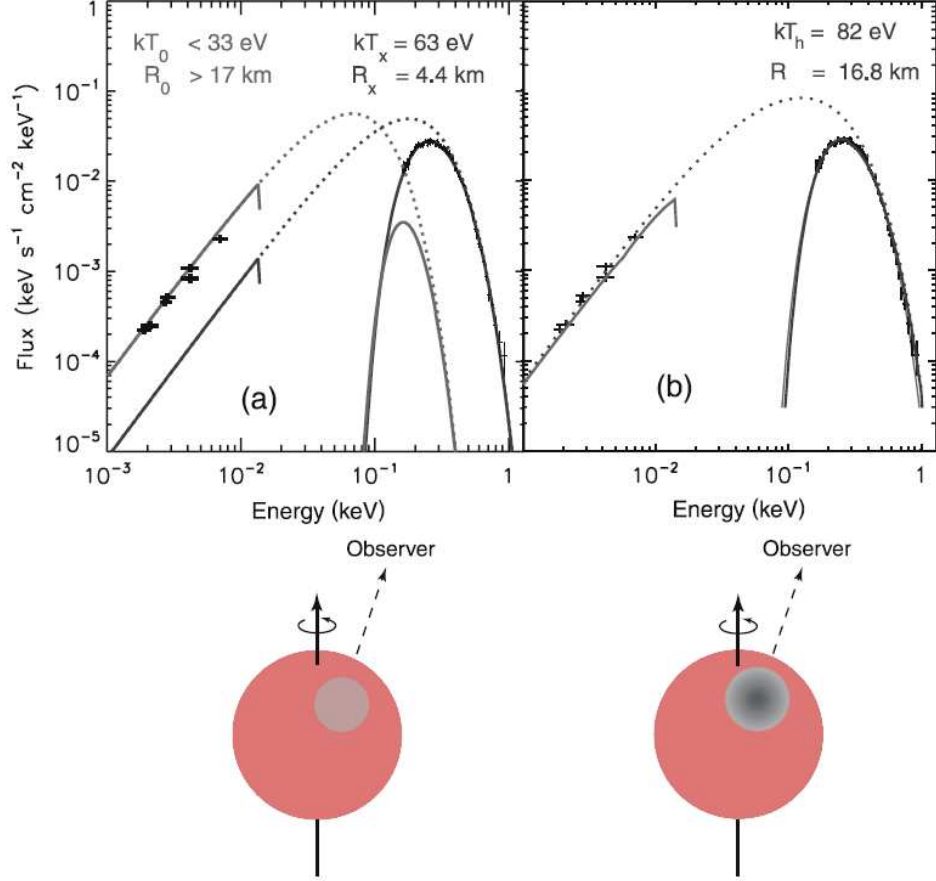 kT₀ < 33 eV
R₀ > 17 km
kTₓ = 63 eV
Rₓ = 4.4 km
1
10⁻¹
10⁻²
10⁻³
10⁻⁴
10⁻⁵
Flux (keV s⁻¹ cm⁻² keV⁻¹)
(a)
10⁻³
10⁻²
10⁻¹
1
Energy (keV)
kTₕ = 82 eV
R = 16.8 km
(b)
10⁻²
10⁻¹
1
Energy (keV)
Observer
Observer